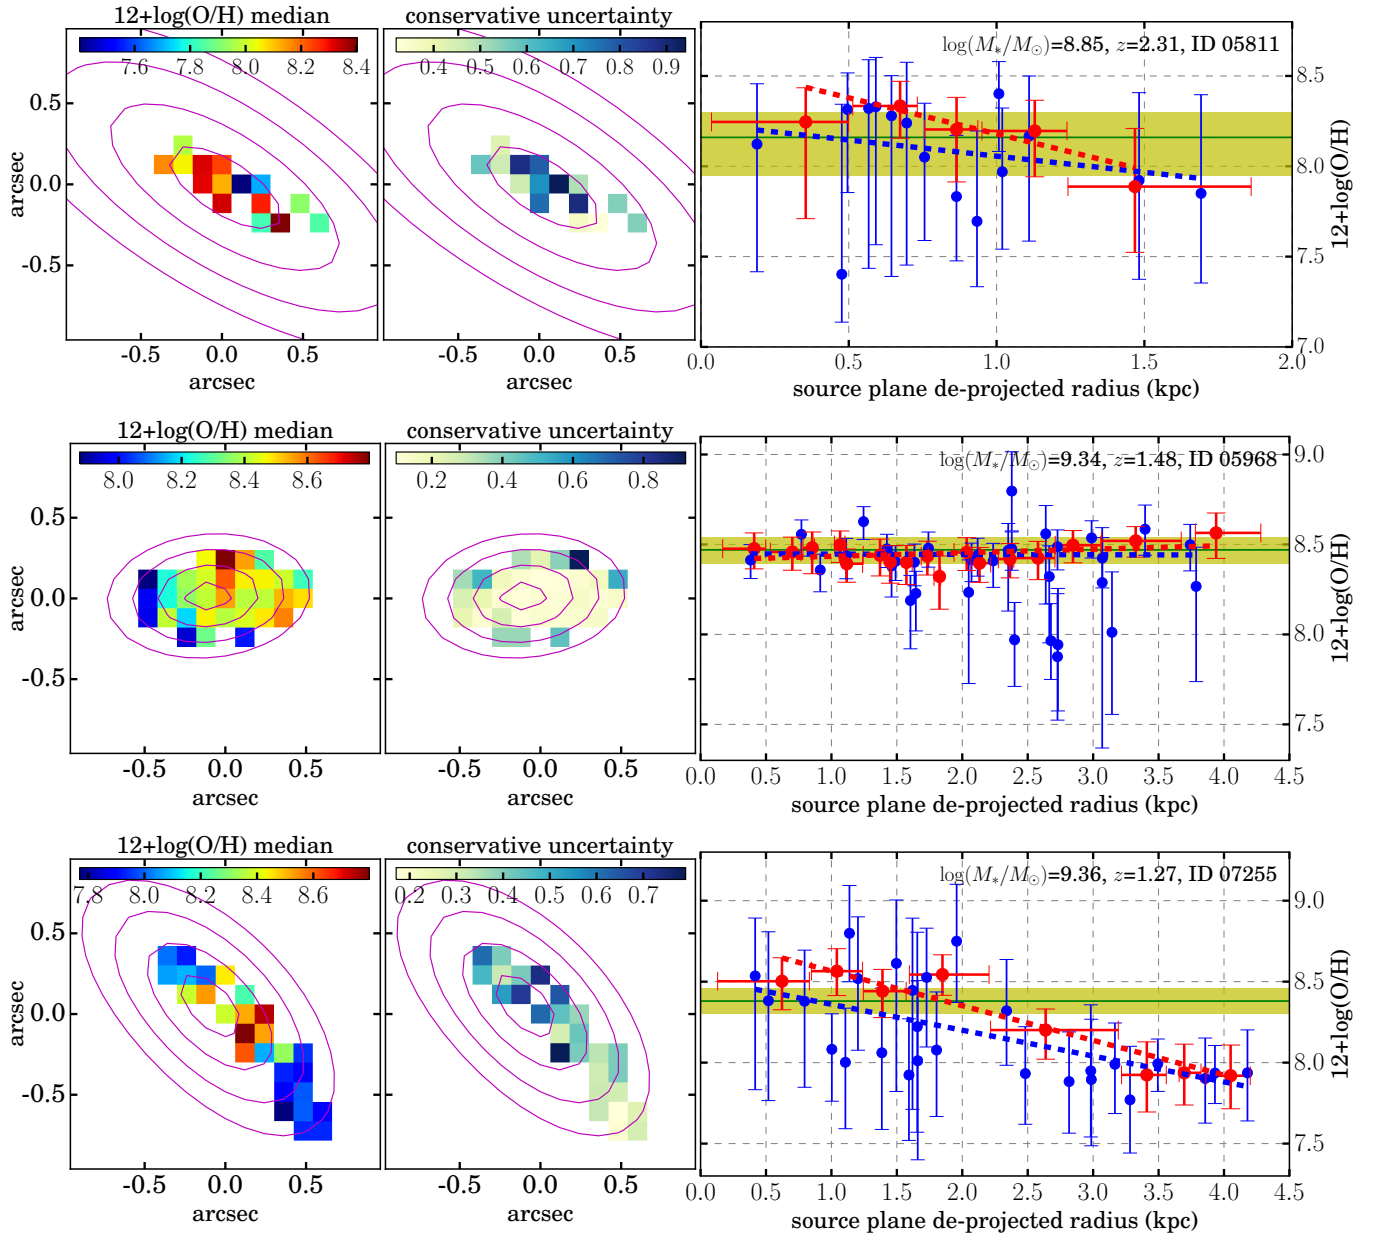 12+log(O/H) median
conservative uncertainty
7.6 7.8 8.0 8.2 8.4
0.4 0.5 0.6 0.7 0.8 0.9
log(M*/M⊙)=8.85, z=2.31, ID 05811
0.5
0.0
-0.5
arcsec
-0.5 0.0 0.5
arcsec
-0.5 0.0 0.5
arcsec
8.5
8.0
7.5
7.0
12+log(O/H)
0.0 0.5 1.0 1.5 2.0
source plane de-projected radius (kpc)
12+log(O/H) median
conservative uncertainty
8.0 8.2 8.4 8.6
0.2 0.4 0.6 0.8
log(M*/M⊙)=9.34, z=1.48, ID 05968
0.5
0.0
-0.5
arcsec
-0.5 0.0 0.5
arcsec
-0.5 0.0 0.5
arcsec
9.0
8.5
8.0
7.5
12+log(O/H)
0.0 0.5 1.0 1.5 2.0 2.5 3.0 3.5 4.0 4.5
source plane de-projected radius (kpc)
12+log(O/H) median
conservative uncertainty
7.8 8.0 8.2 8.4 8.6
0.2 0.3 0.4 0.5 0.6 0.7
log(M*/M⊙)=9.36, z=1.27, ID 07255
0.5
0.0
-0.5
arcsec
-0.5 0.0 0.5
arcsec
-0.5 0.0 0.5
arcsec
9.0
8.5
8.0
7.5
12+log(O/H)
0.0 0.5 1.0 1.5 2.0 2.5 3.0 3.5 4.0 4.5
source plane de-projected radius (kpc)